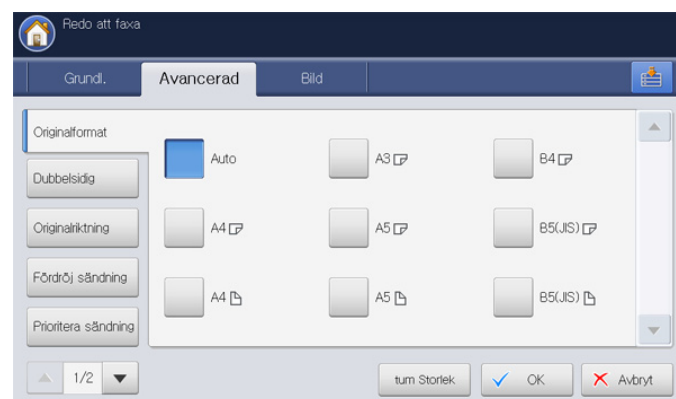 Redo att faxa
Grundl.
Avancerad
Bild
Originalformat
Dubbelsidig
Originalriktning
Fördröj sändning
Prioritera sändning
Auto
A3
B4
A4
A5
B5(JIS)
A4
A5
B5(JIS)
1/2
tum Storlek
OK
Avbryt